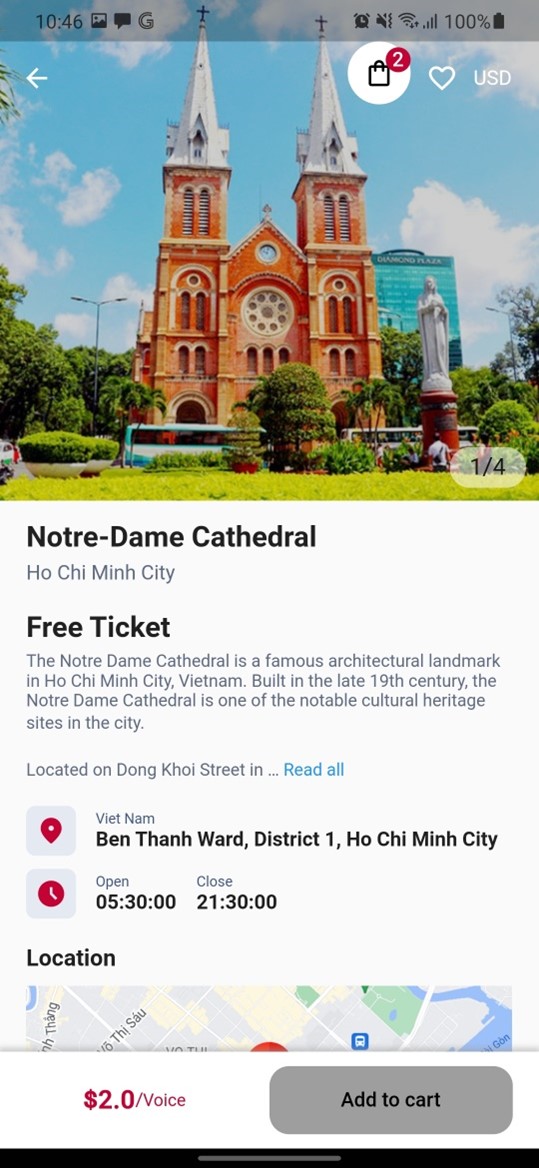 10:46
G
100%
2
USD
DIAMOND PLAZA
1/4
Notre-Dame Cathedral
Ho Chi Minh City
Free Ticket
The Notre Dame Cathedral is a famous architectural landmark
in Ho Chi Minh City, Vietnam. Built in the late 19th century, the
Notre Dame Cathedral is one of the notable cultural heritage
sites in the city.
Located on Dong Khoi Street in ... Read all
Viet Nam
Ben Thanh Ward, District 1, Ho Chi Minh City
Open Close
05:30:00 21:30:00
Location
nh Thắng
Võ Thị Sáu
VO THI
$2.0/Voice
Add to cart